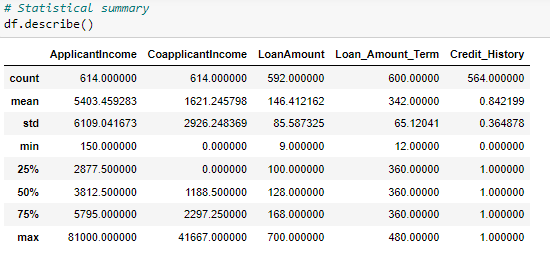 # Statistical summary
df.describe()
ApplicantIncome CoapplicantIncome LoanAmount Loan_Amount_Term Credit_History
count 614.000000 614.000000 592.000000 600.00000 564.000000
mean 5403.459283 1621.245798 146.412162 342.00000 0.842199
std 6109.041673 2926.248369 85.587325 65.12041 0.364878
min 150.000000 0.000000 9.000000 12.00000 0.000000
25% 2877.500000 0.000000 100.000000 360.00000 1.000000
50% 3812.500000 1188.500000 128.000000 360.00000 1.000000
75% 5795.000000 2297.250000 168.000000 360.00000 1.000000
max 81000.000000 41667.000000 700.000000 480.00000 1.000000